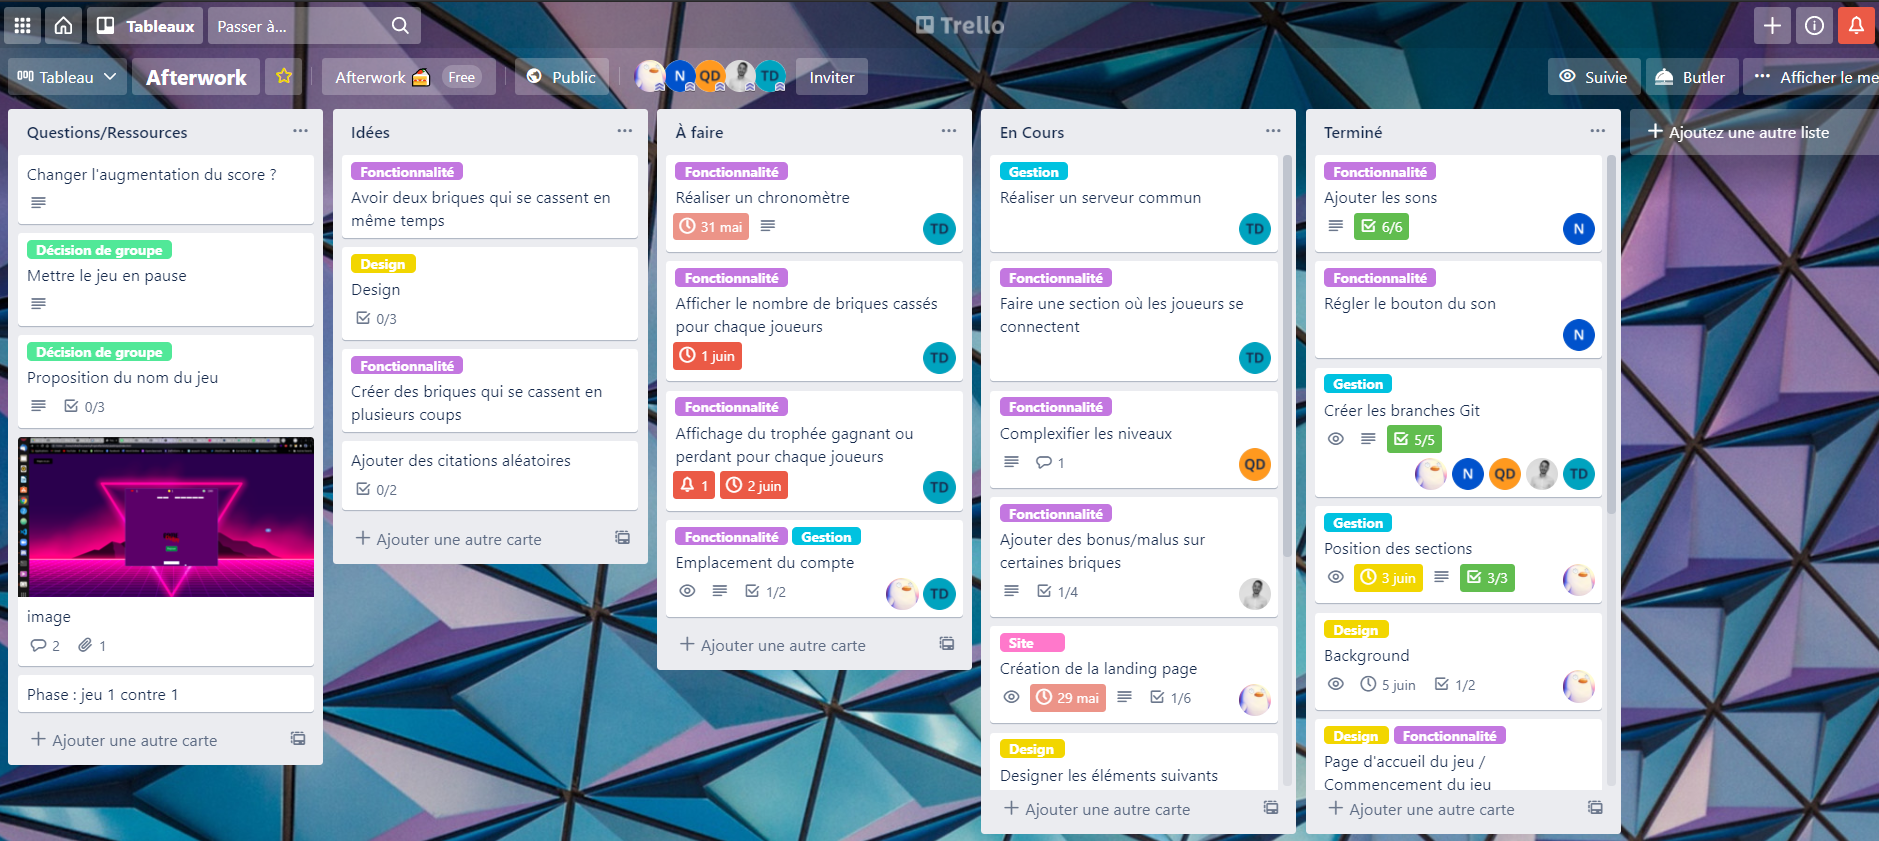 Tableaux
Passer à...
Trello
Tableau
Afterwork
Afterwork
Free
Public
N
QD
TD
Inviter
Suivie
Butler
Afficher le me
Questions/Ressources
Changer l'augmentation du score ?
Décision de groupe
Mettre le jeu en pause
Décision de groupe
Proposition du nom du jeu
0/3
image
2
1
Phase : jeu 1 contre 1
Ajouter une autre carte
Idées
Fonctionnalité
Avoir deux briques qui se cassent en
même temps
Design
Design
0/3
Fonctionnalité
Créer des briques qui se cassent en
plusieurs coups
Ajouter des citations aléatoires
0/2
Ajouter une autre carte
À faire
Fonctionnalité
Réaliser un chronomètre
31 mai
TD
Fonctionnalité
Afficher le nombre de briques cassés
pour chaque joueurs
1 juin
TD
Fonctionnalité
Affichage du trophée gagnant ou
perdant pour chaque joueurs
1
2 juin
TD
Fonctionnalité Gestion
Emplacement du compte
1/2
TD
Ajouter une autre carte
En Cours
Gestion
Réaliser un serveur commun
TD
Fonctionnalité
Faire une section où les joueurs se
connectent
TD
Fonctionnalité
Complexifier les niveaux
1
QD
Fonctionnalité
Ajouter des bonus/malus sur
certaines briques
1/4
Site
Création de la landing page
29 mai
1/6
Design
Designer les éléments suivants
Ajouter une autre carte
Terminé
Fonctionnalité
Ajouter les sons
6/6
N
Fonctionnalité
Régler le bouton du son
N
Gestion
Créer les branches Git
5/5
N
QD
TD
Gestion
Position des sections
3 juin
3/3
Design
Background
5 juin
1/2
Design Fonctionnalité
Page d'accueil du jeu /
Commencement du jeu
Ajouter une autre carte
Ajoutez une autre liste